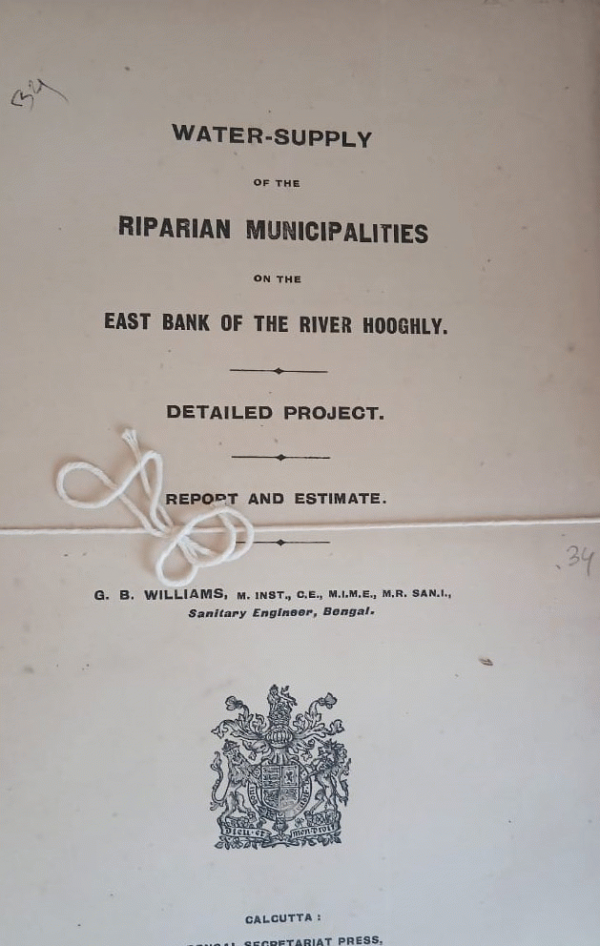 34
WATER-SUPPLY
OF THE
RIPARIAN MUNICIPALITIES
ON THE
EAST BANK OF THE RIVER HOOGHLY.
DETAILED PROJECT.
REPORT AND ESTIMATE.
.34
G. B. WILLIAMS, M. INST., C.E., M.I.M.E., M.R. SAN.I.,
Sanitary Engineer, Bengal.
DIEU·ET MON·DROIT
CALCUTTA :
BENGAL SECRETARIAT PRESS,